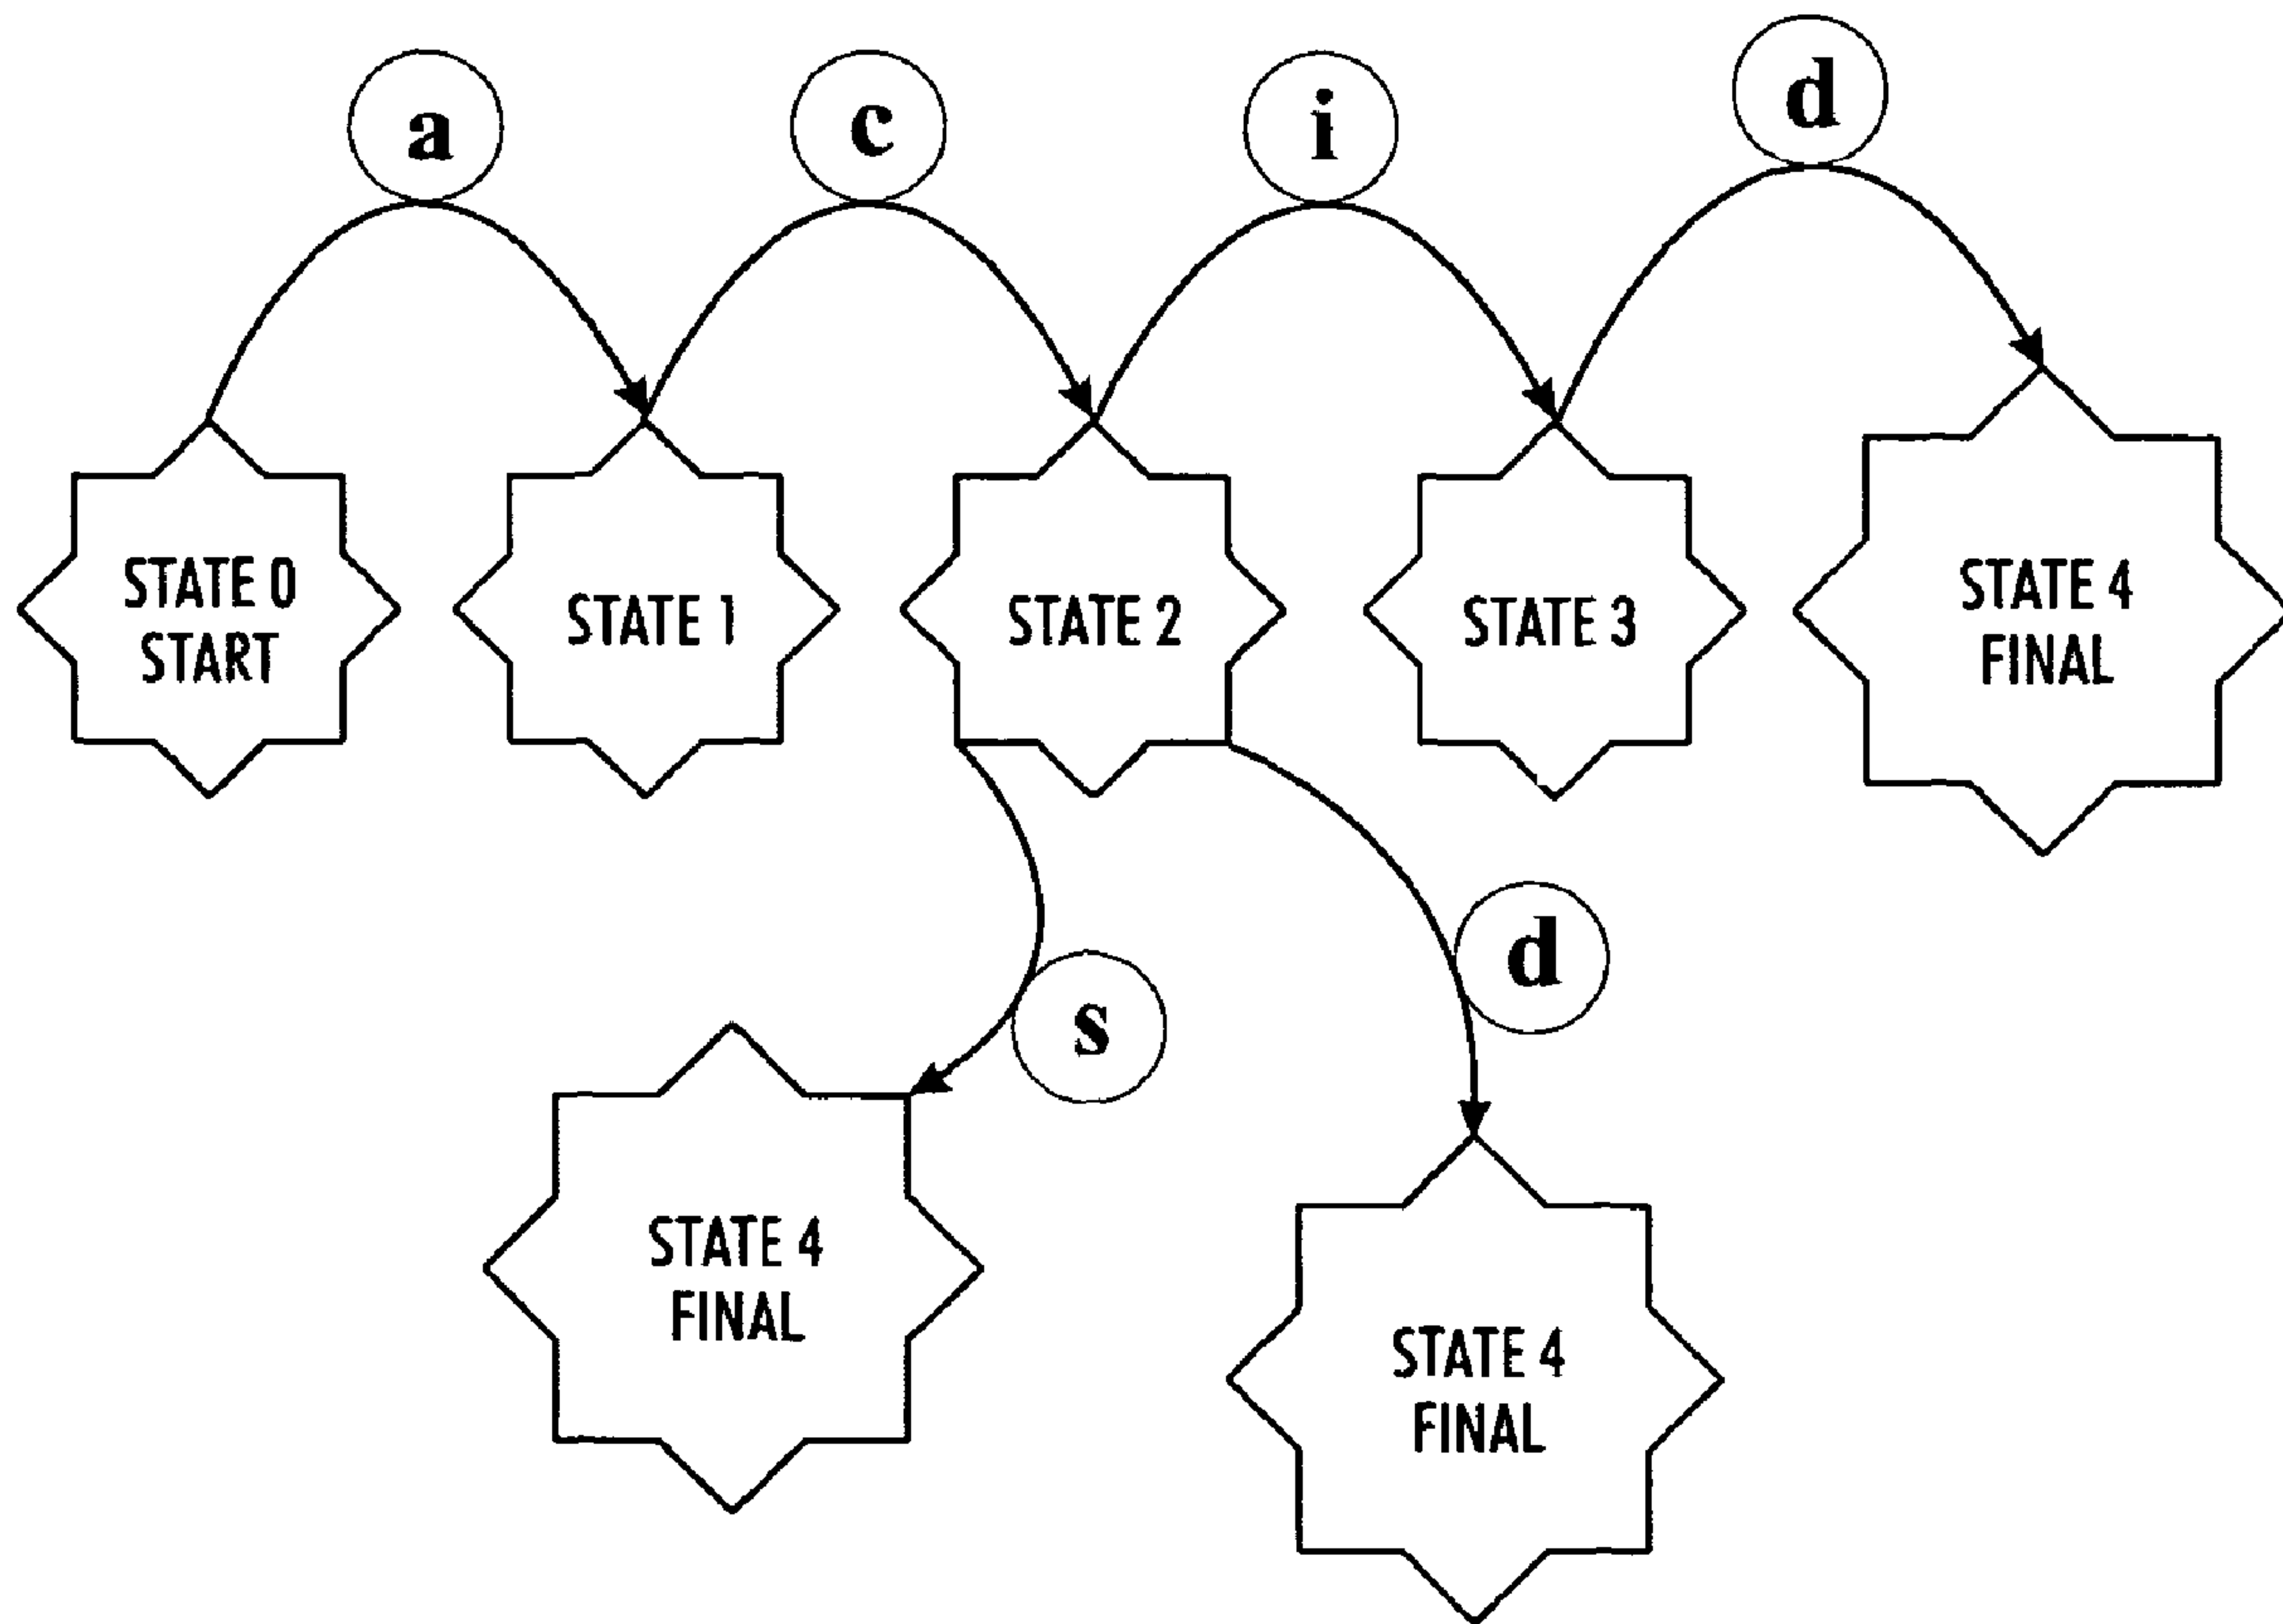 a
c
i
d
STATE 0
START
STATE 1
STATE 2
STATE 3
STATE 4
FINAL
s
d
STATE 4
FINAL
STATE 4
FINAL